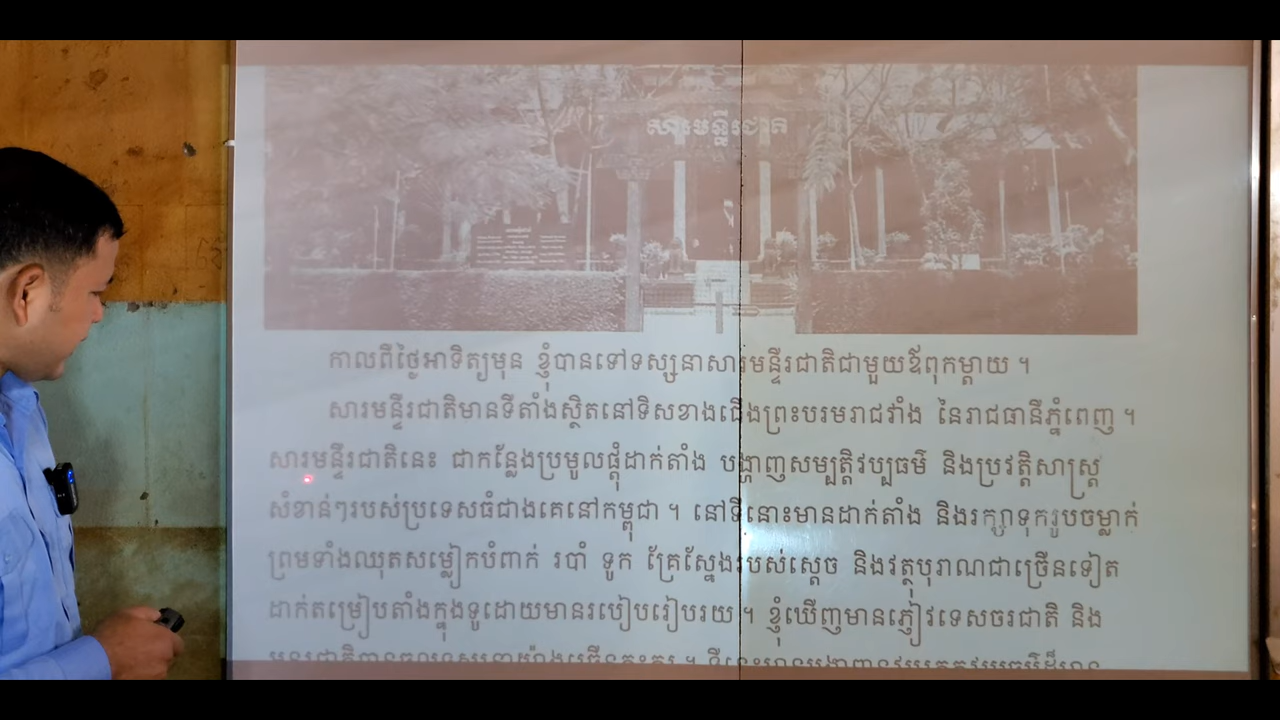 សារមន្ទីរជាតិ
កាលពីថ្ងៃអាទិត្យមុន ខ្ញុំបានទៅទស្សនាសារមន្ទីរជាតិជាមួយឪពុកម្ដាយ ។
សារមន្ទីរជាតិមានទីតាំងស្ថិតនៅទិសខាងជើងព្រះបរមរាជវាំង នៃរាជធានីភ្នំពេញ ។
សារមន្ទីរជាតិនេះ ជាកន្លែងប្រមូលផ្ដុំដាក់តាំង បង្ហាញសម្បត្តិវប្បធម៌ និងប្រវត្តិសាស្ត្រ
សំខាន់ៗរបស់ប្រទេសធំជាងគេនៅកម្ពុជា ។ នៅទីនោះមានដាក់តាំង និងរក្សាទុករូបចម្លាក់
ព្រមទាំងឈុតសម្លៀកបំពាក់ របាំ ទូក គ្រែស្នែងរបស់ស្ដេច និងវត្ថុបុរាណជាច្រើនទៀត
ដាក់តម្រៀបតាំងក្នុងទូដោយមានរបៀបរៀបរយ ។ ខ្ញុំឃើញមានភ្ញៀវទេសចរជាតិ និង